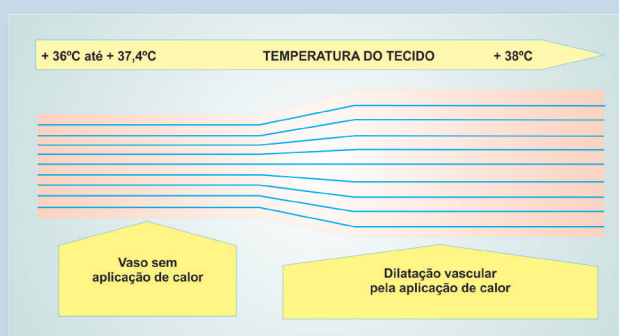 + 36ºC até + 37,4ºC TEMPERATURA DO TECIDO + 38ºC
Vaso sem
aplicação de calor
Dilatação vascular
pela aplicação de calor